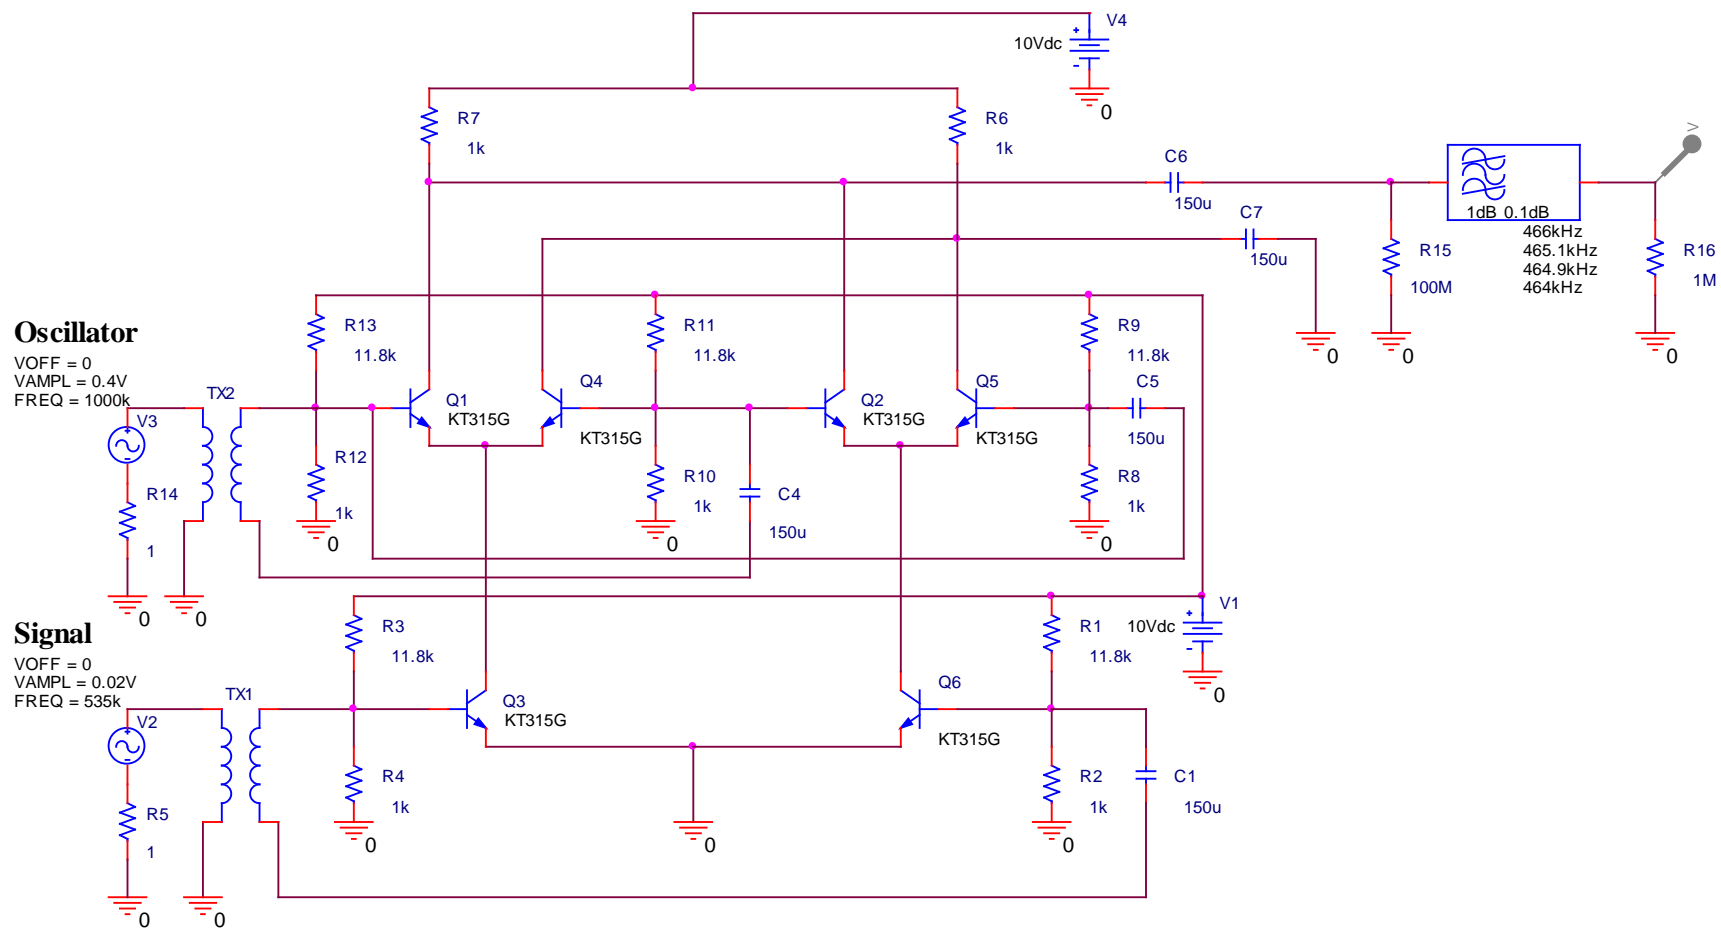 V4
10Vdc
0
R7
1k
R6
1k
V
C6
150u
C7
150u
1dB 0.1dB
466kHz
465.1kHz
464.9kHz
464kHz
R15
100M
R16
1M
0
0
0
Oscillator
VOFF = 0
VAMPL = 0.4V
FREQ = 1000k
V3
R14
1
0
0
TX2
R13
11.8k
R12
1k
0
Q1
KT315G
Q4
KT315G
R11
11.8k
R10
1k
0
C4
150u
Q2
KT315G
Q5
KT315G
R9
11.8k
C5
150u
R8
1k
0
Signal
VOFF = 0
VAMPL = 0.02V
FREQ = 535k
V2
R5
1
0
0
TX1
R3
11.8k
R4
1k
0
Q3
KT315G
0
Q6
KT315G
R1
11.8k
R2
1k
0
C1
150u
V1
10Vdc
0